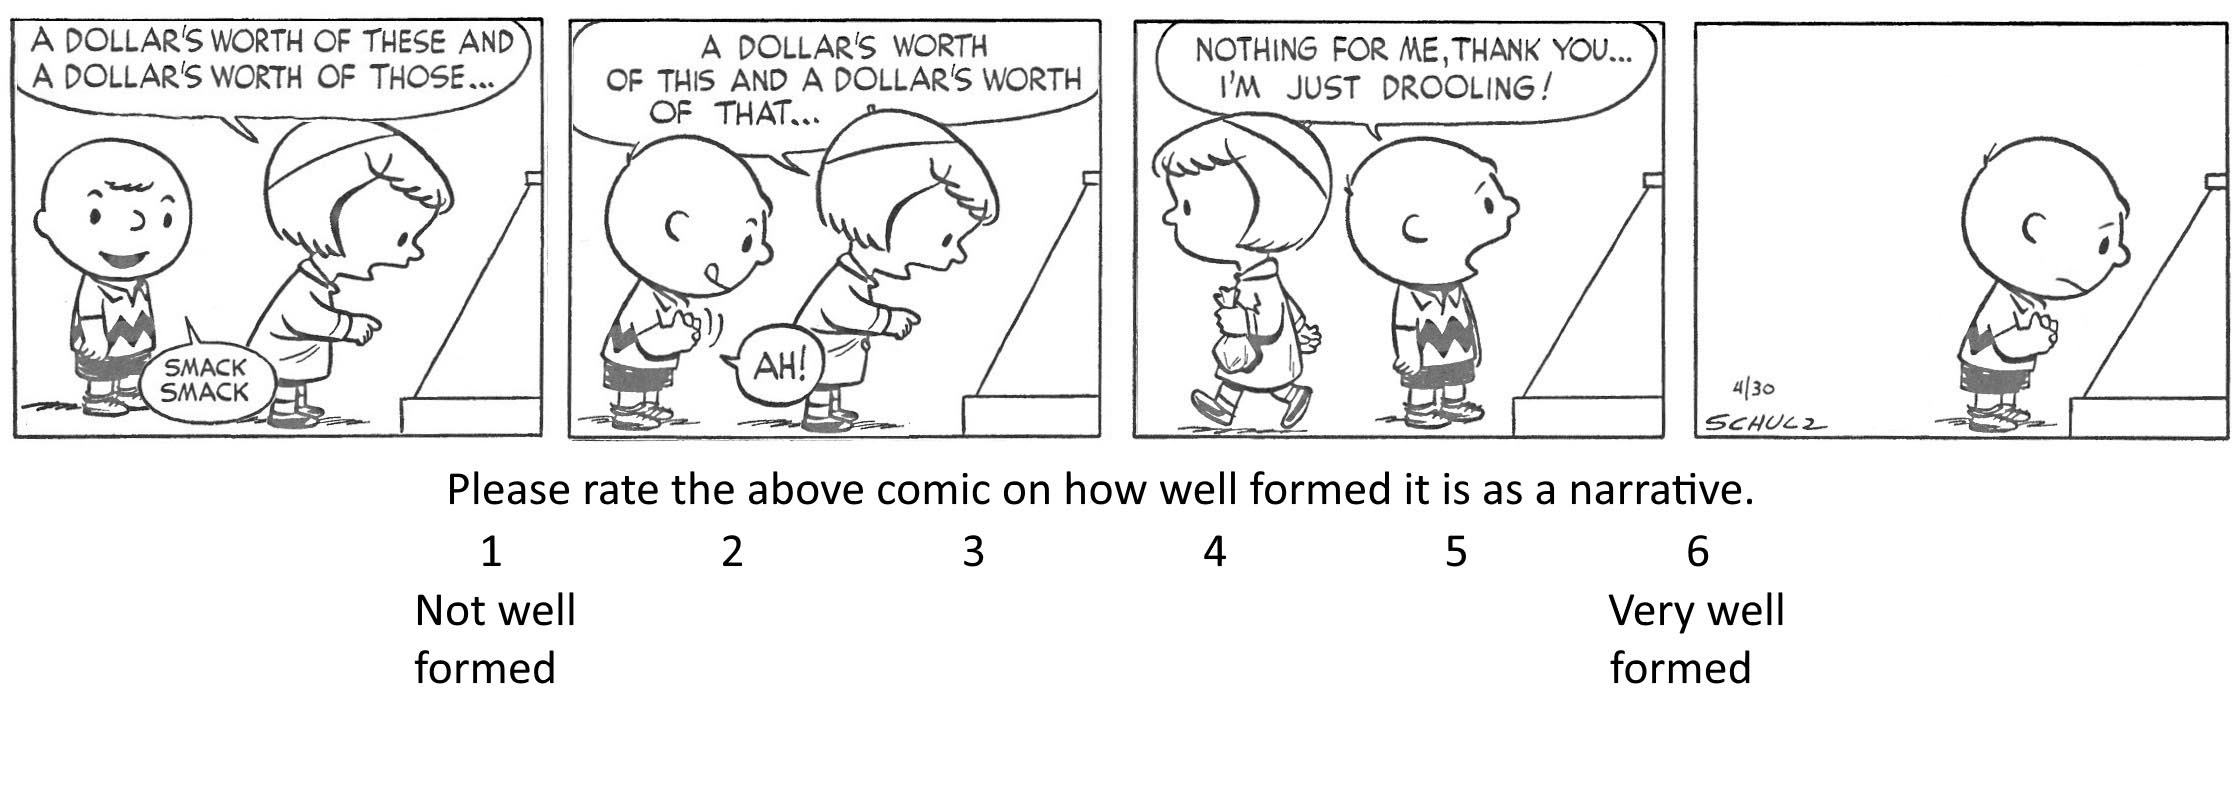 A DOLLAR'S WORTH OF THESE AND
A DOLLAR'S WORTH OF THOSE...
SMACK
SMACK
A DOLLAR'S WORTH
OF THIS AND A DOLLAR'S WORTH
OF THAT...
AH!
NOTHING FOR ME, THANK YOU...
I'M JUST DROOLING!
4/30
SCHULZ
Please rate the above comic on how well formed it is as a narrative.
1 2 3 4 5 6
Not well
formed
Very well
formed